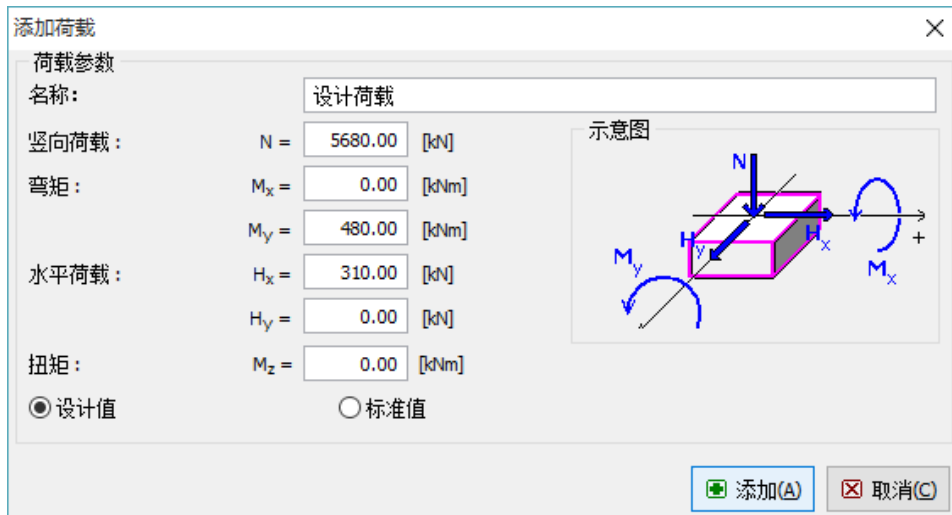 添加荷载
荷载参数
名称: 设计荷载
竖向荷载: N = 5680.00 [kN]
弯矩: Mx = 0.00 [kNm]
My = 480.00 [kNm]
水平荷载: Hx = 310.00 [kN]
Hy = 0.00 [kN]
扭矩: Mz = 0.00 [kNm]
设计值 标准值
示意图
N
Hy Hx +
My Mx
添加(A) 取消(C)